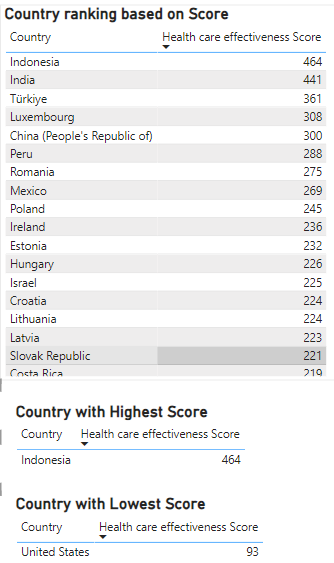 Country ranking based on Score
Country Health care effectiveness Score
Indonesia 464
India 441
Türkiye 361
Luxembourg 308
China (People's Republic of) 300
Peru 288
Romania 275
Mexico 269
Poland 245
Ireland 236
Estonia 232
Hungary 226
Israel 225
Croatia 224
Lithuania 224
Latvia 223
Slovak Republic 221
Costa Rica 219
Country with Highest Score
Country Health care effectiveness Score
Indonesia 464
Country with Lowest Score
Country Health care effectiveness Score
United States 93